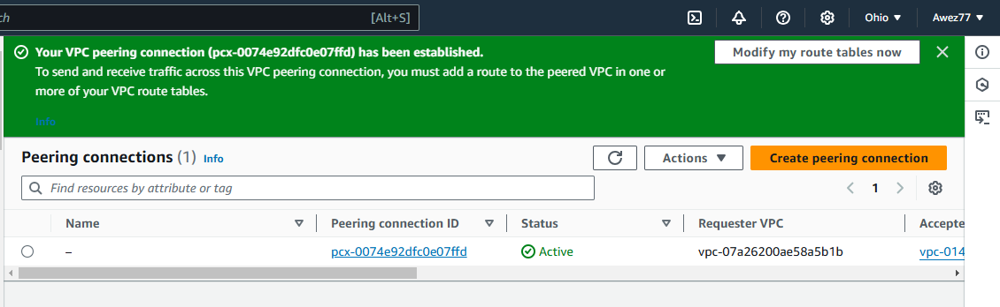 ch [Alt+S] Ohio ▼ Awez77 ▼
Your VPC peering connection (pcx-0074e92dfc0e07ffd) has been established.
Modify my route tables now
To send and receive traffic across this VPC peering connection, you must add a route to the peered VPC in one or
more of your VPC route tables.
Info
Peering connections (1) Info
Actions ▼
Create peering connection
Find resources by attribute or tag
1
Name Peering connection ID Status Requester VPC Accepte
– pcx-0074e92dfc0e07ffd Active vpc-07a26200ae58a5b1b vpc-014